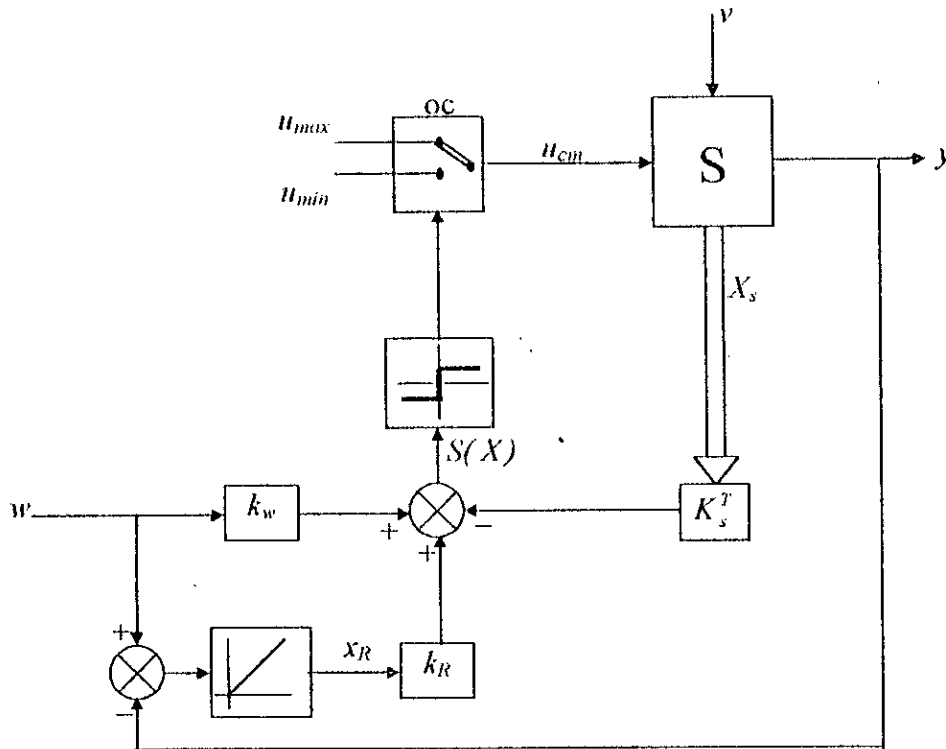 v
oc
u_max
u_cm
S
y
u_min
X_s
S(X)
w
k_w
+
−
K_s^T
+
+
x_R
k_R
−